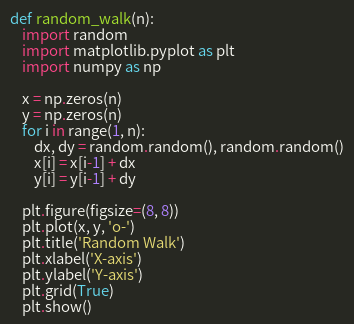 def random_walk(n):
    import random
    import matplotlib.pyplot as plt
    import numpy as np

    x = np.zeros(n)
    y = np.zeros(n)
    for i in range(1, n):
        dx, dy = random.random(), random.random()
        x[i] = x[i-1] + dx
        y[i] = y[i-1] + dy

    plt.figure(figsize=(8, 8))
    plt.plot(x, y, 'o-')
    plt.title('Random Walk')
    plt.xlabel('X-axis')
    plt.ylabel('Y-axis')
    plt.grid(True)
    plt.show()